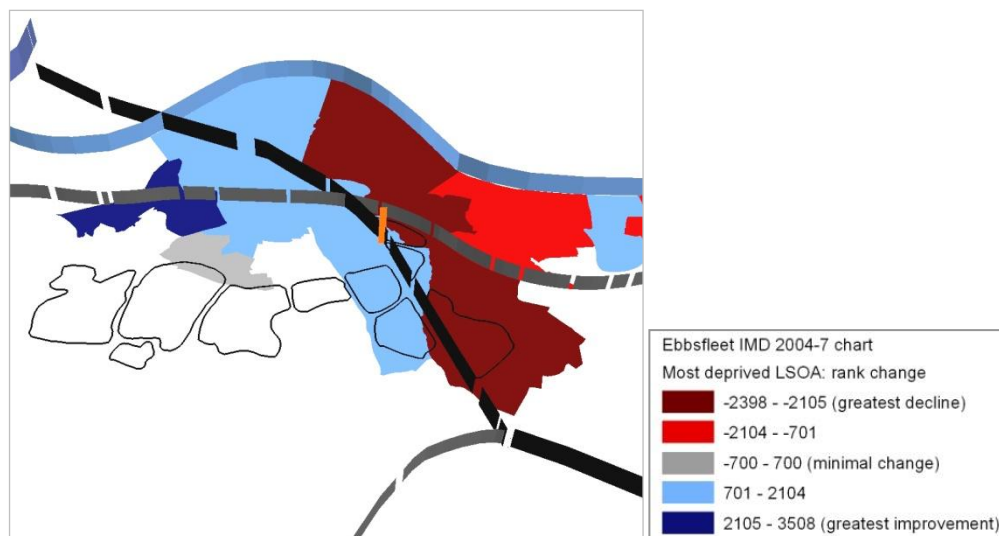 Ebbsfleet IMD 2004-7 chart
Most deprived LSOA: rank change
-2398 - -2105 (greatest decline)
-2104 - -701
-700 - 700 (minimal change)
701 - 2104
2105 - 3508 (greatest improvement)